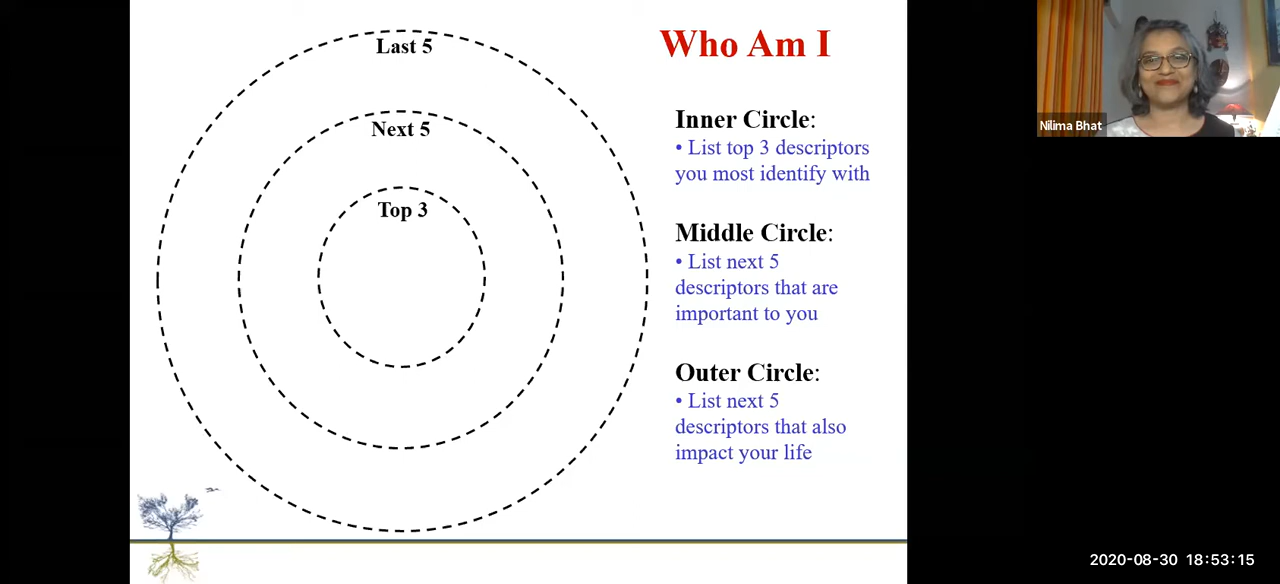 Last 5
Next 5
Top 3
Who Am I
Inner Circle:
• List top 3 descriptors
you most identify with
Middle Circle:
• List next 5
descriptors that are
important to you
Outer Circle:
• List next 5
descriptors that also
impact your life
Nilima Bhat
2020-08-30 18:53:15